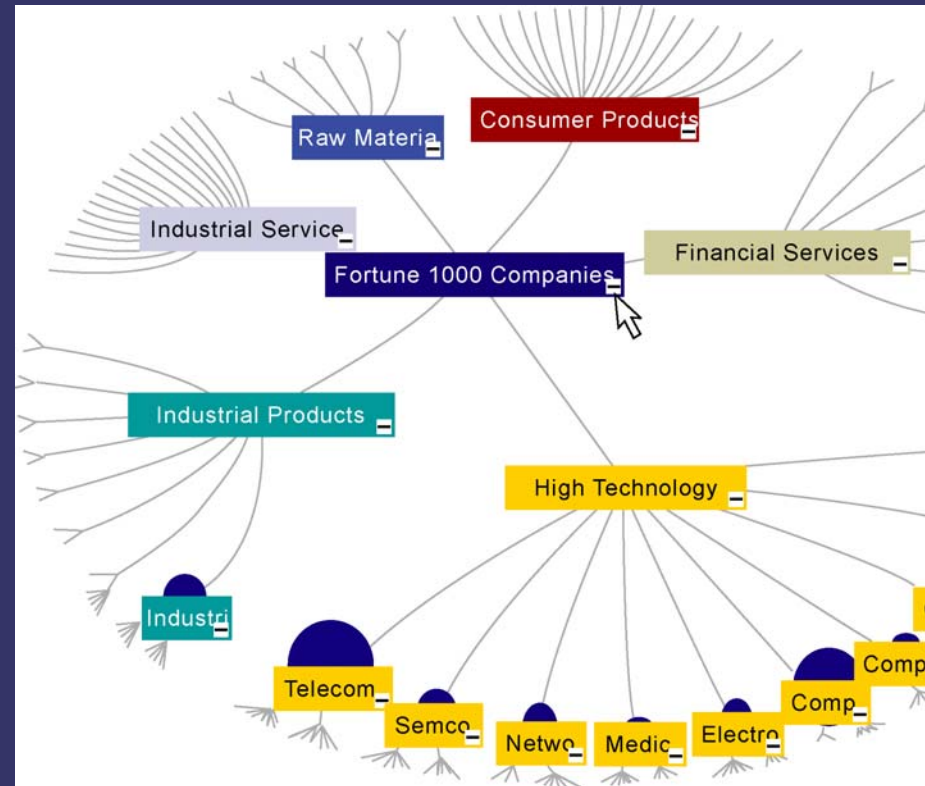 Consumer Products
Raw Materia
Industrial Service
Financial Services
Fortune 1000 Companies
Industrial Products
High Technology
Industri
Telecom
Semco
Netwo
Medic
Electro
Comp
Comp